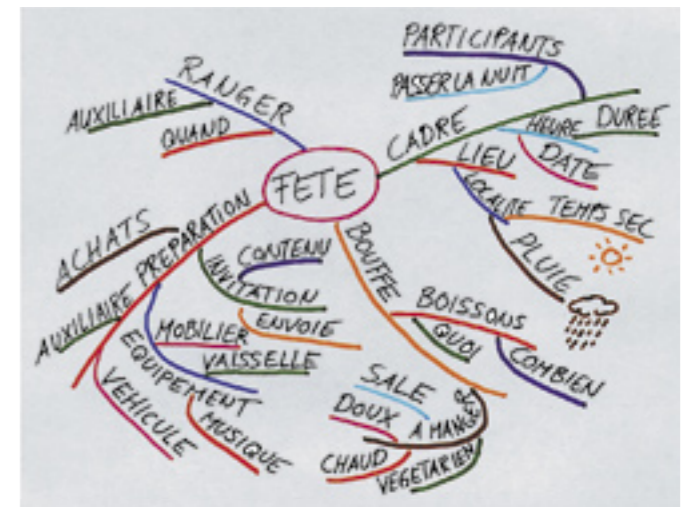 FETE
CADRE
PARTICIPANTS
PASSER LA NUIT
HEURE
DUREE
DATE
LIEU
LOCALITE
TEMPS SEC
PLUIE
BOUFFE
BOISSONS
QUOI
COMBIEN
A MANGER
SALE
DOUX
CHAUD
VEGETARIEN
PREPARATION
INVITATION
CONTENU
ENVOIE
EQUIPEMENT
MOBILIER
VAISSELLE
MUSIQUE
VEHICULE
AUXILIAIRE
ACHATS
RANGER
AUXILIAIRE
QUAND